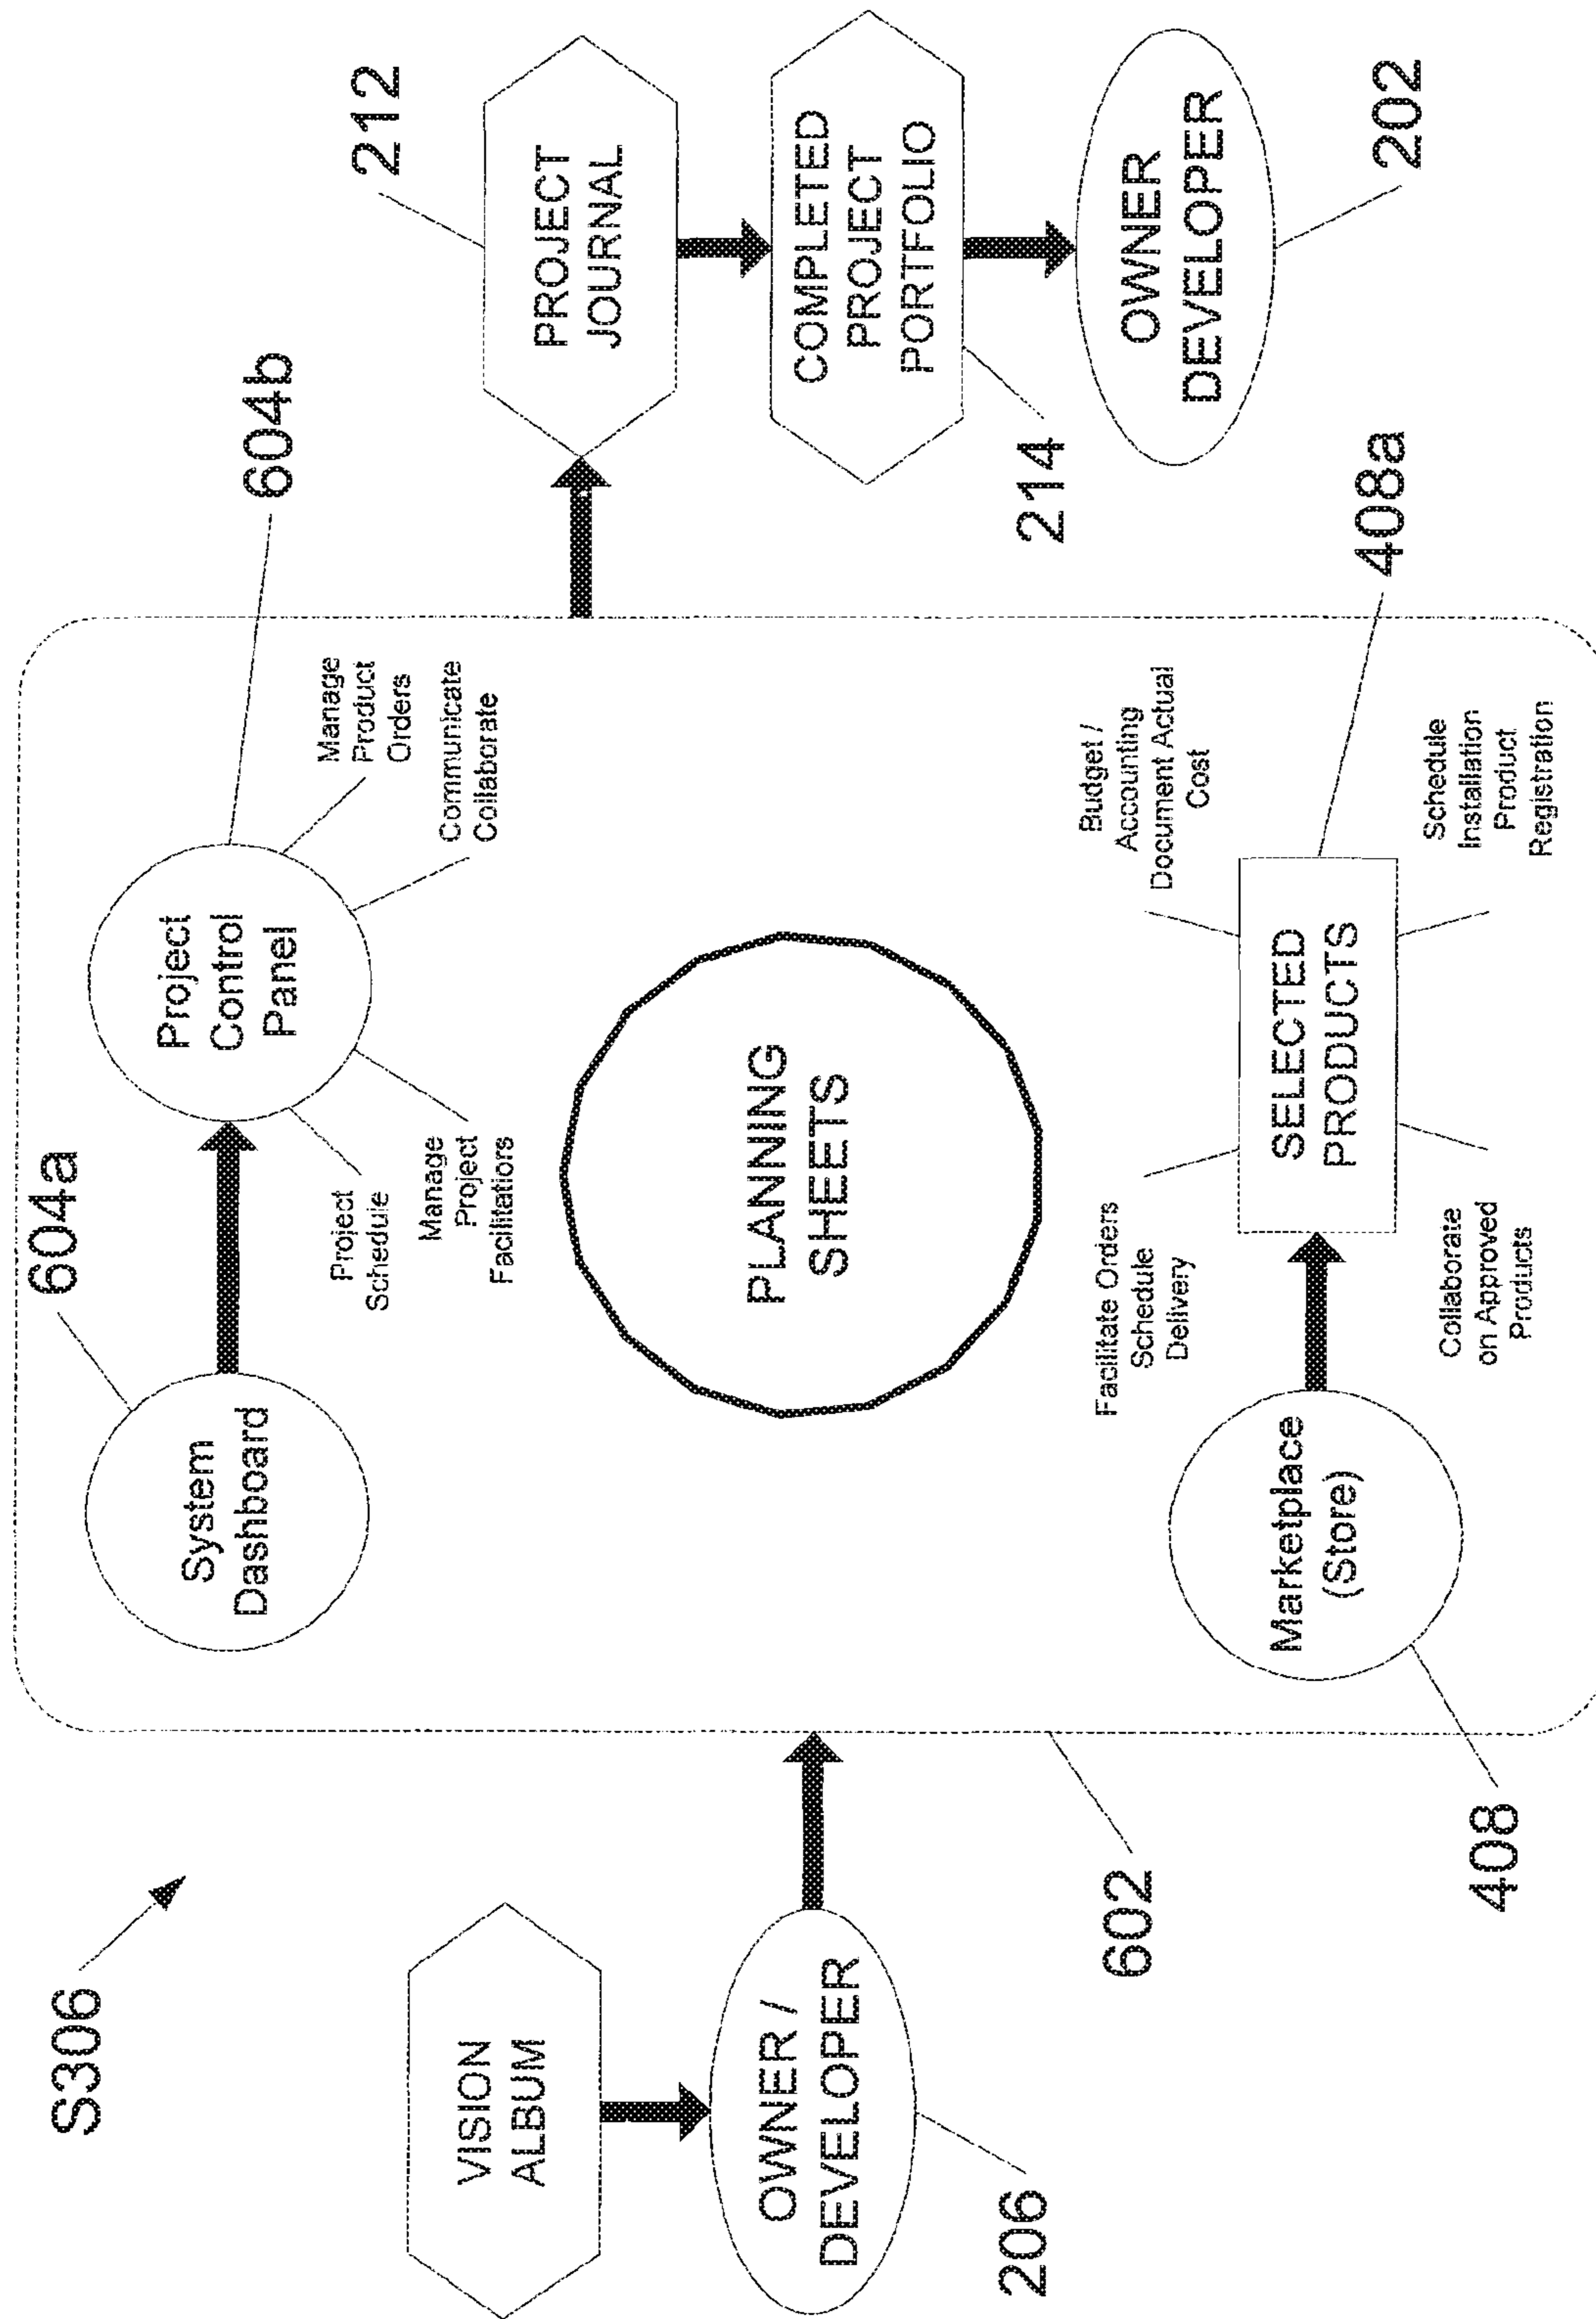 S306
VISION
ALBUM
OWNER /
DEVELOPER
206
602
604a
System
Dashboard
Project
Control
Panel
604b
Project
Schedule
Manage
Project
Facilitators
Manage
Product
Orders
Communicate
Collaborate
PLANNING
SHEETS
Marketplace
(Store)
408
Facilitate Orders
Schedule
Delivery
Budget /
Accounting
Document Actual
Cost
SELECTED
PRODUCTS
408a
Collaborate
on Approved
Products
Schedule
Installation
Product
Registration
212
PROJECT
JOURNAL
COMPLETED
PROJECT
PORTFOLIO
214
OWNER
DEVELOPER
202